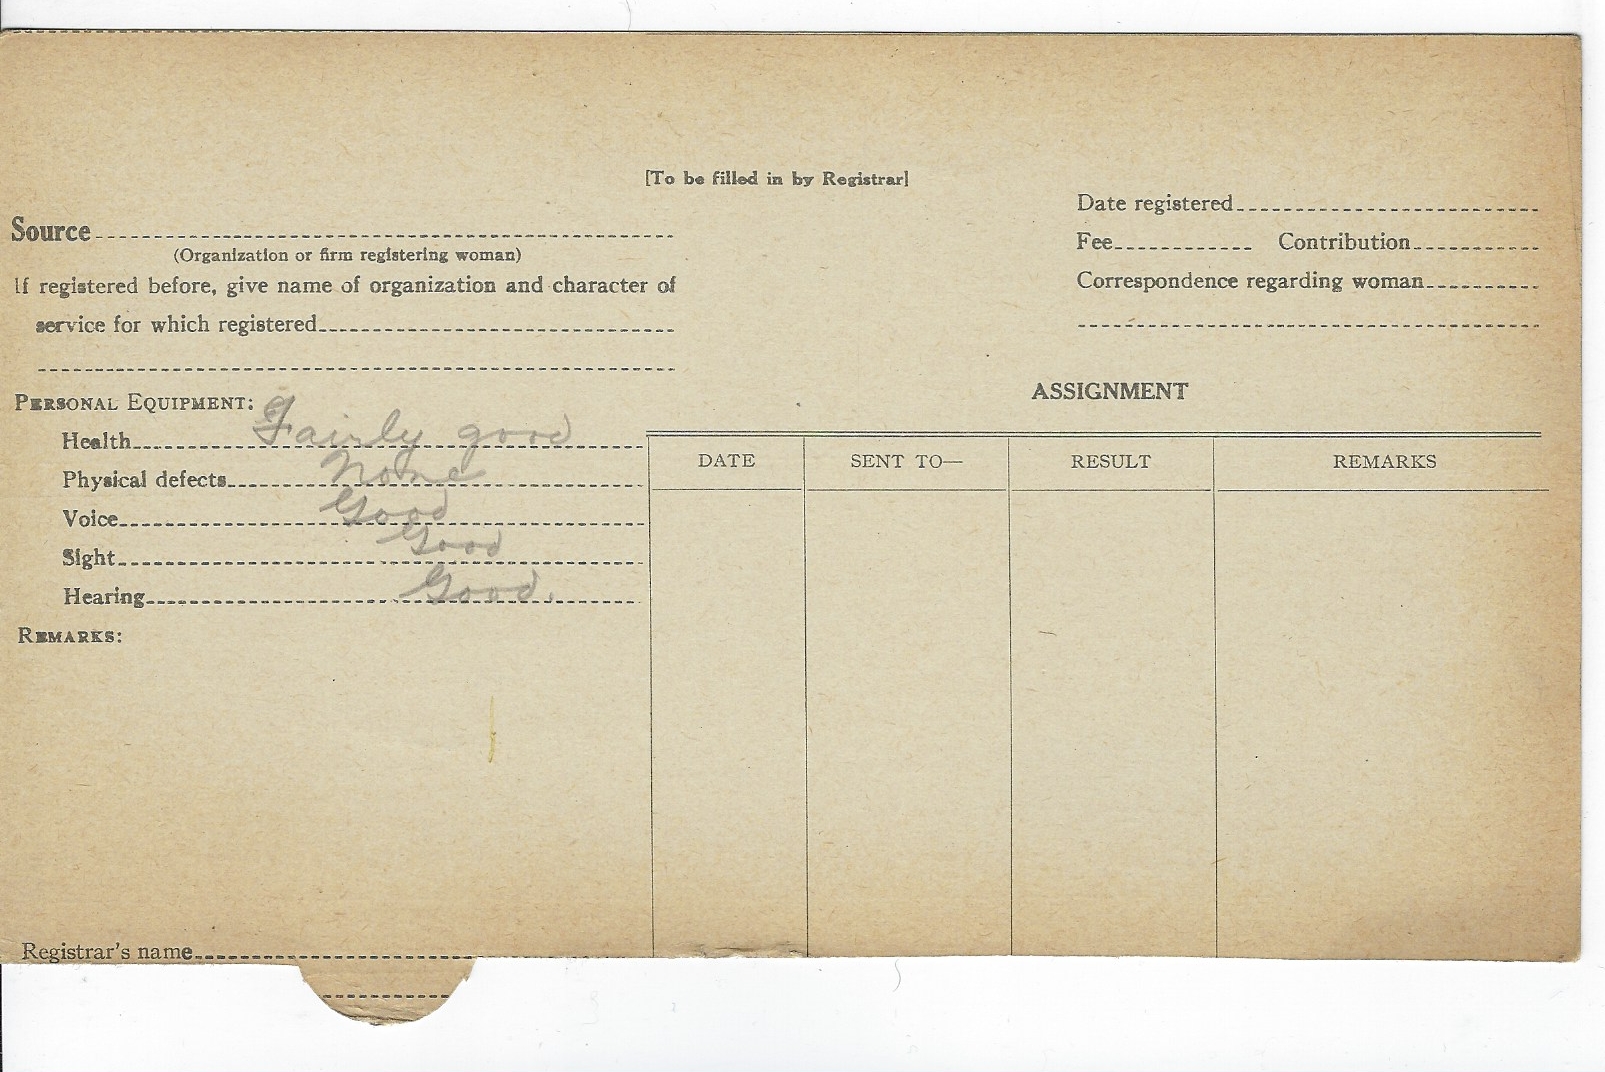 [To be filled in by Registrar]
Source
(Organization or firm registering woman)
If registered before, give name of organization and character of
service for which registered
Date registered
Fee Contribution
Correspondence regarding woman
PERSONAL EQUIPMENT:
Health Fairly good
Physical defects None
Voice Good
Sight Good
Hearing Good.
REMARKS:
Registrar's name
ASSIGNMENT
DATE SENT TO— RESULT REMARKS